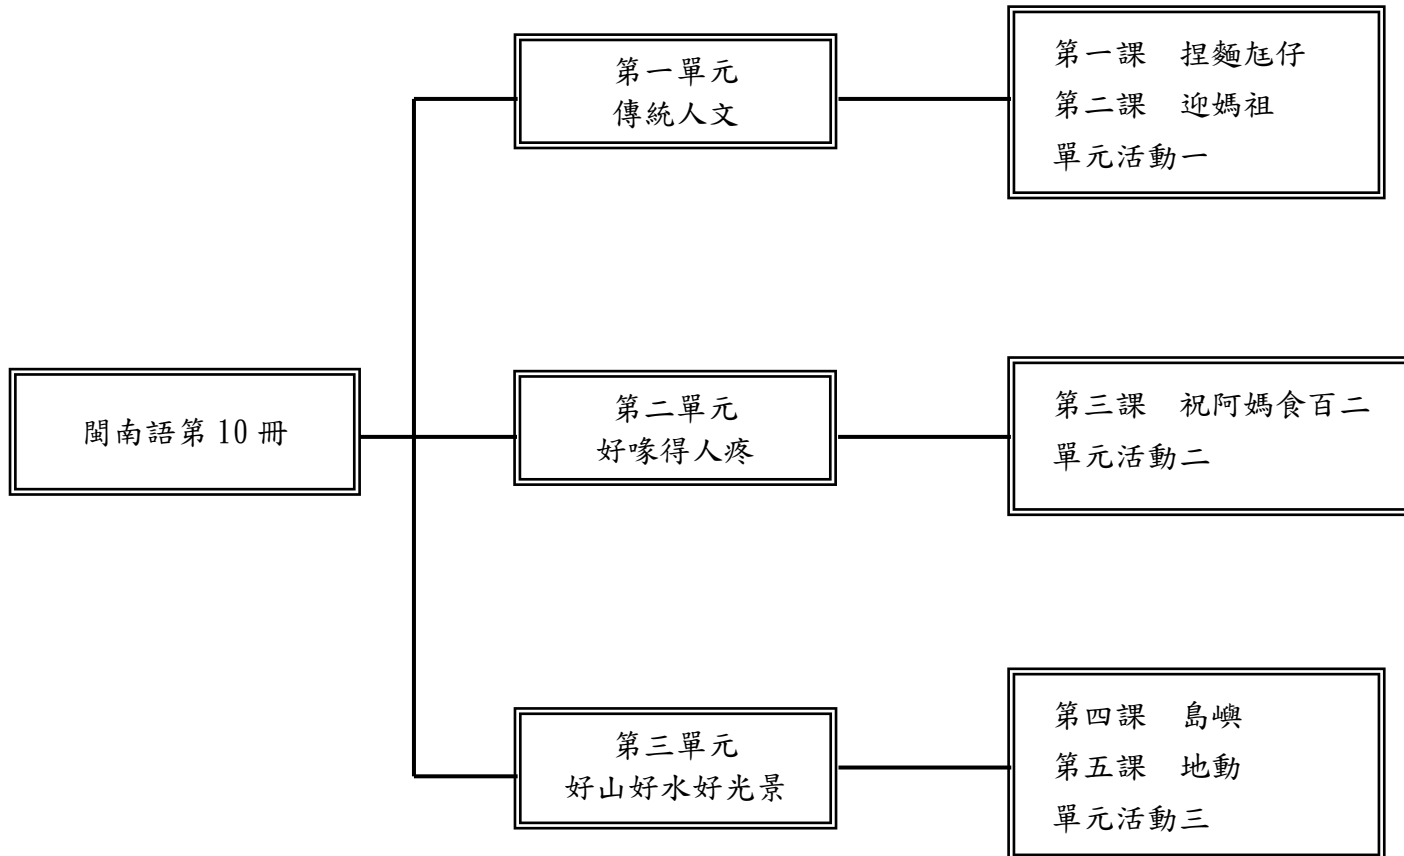 閩南語第 10 冊
第一單元
傳統人文
第一課　捏麵尪仔
第二課　迎媽祖
單元活動一
第二單元
好喙得人疼
第三課　祝阿媽食百二
單元活動二
第三單元
好山好水好光景
第四課　島嶼
第五課　地動
單元活動三